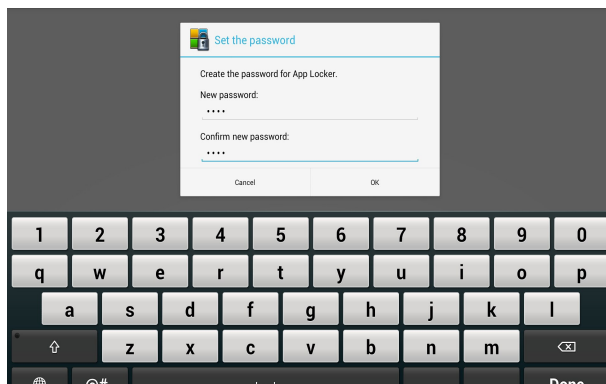 Set the password
Create the password for App Locker.
New password:
••••
Confirm new password:
••••
Cancel OK
1 2 3 4 5 6 7 8 9 0
q w e r t y u i o p
a s d f g h j k l
z x c v b n m
@# Done